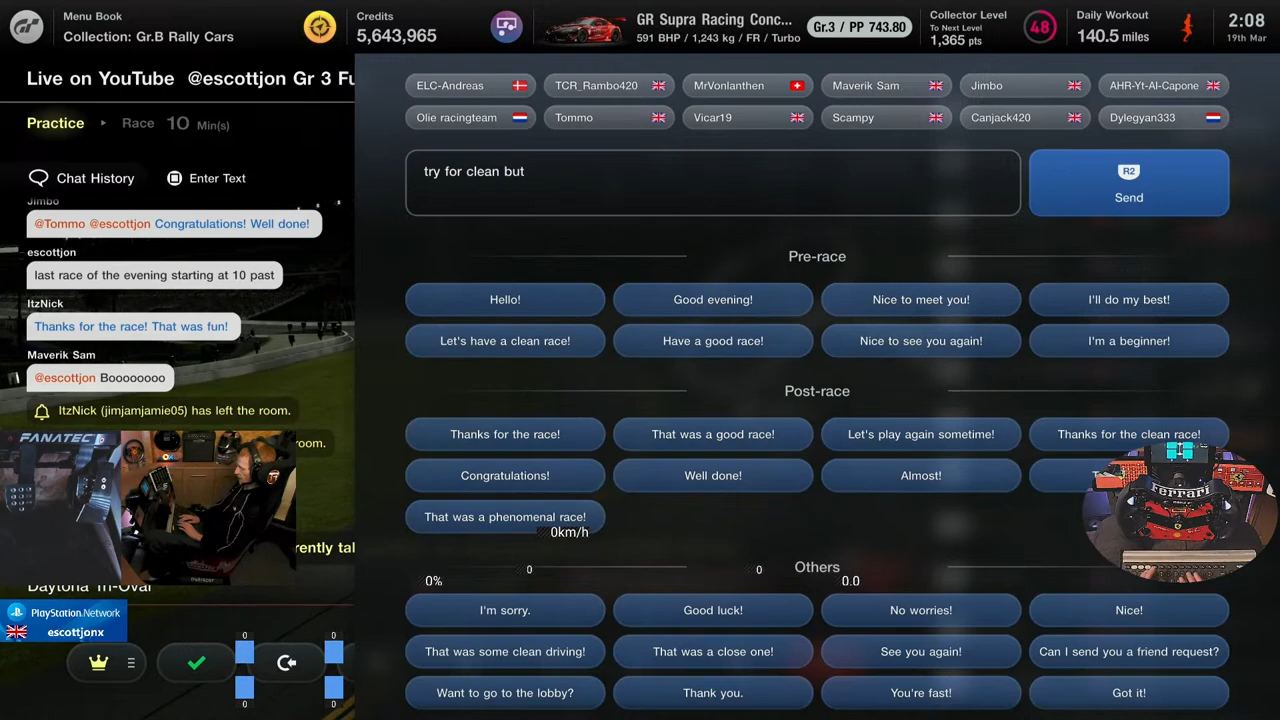 Menu Book
Collection: Gr.B Rally Cars
Credits
5,643,965
GR Supra Racing Conc...
591 BHP / 1,243 kg / FR / Turbo
Gr.3 / PP 743.80
Collector Level
To Next Level
1,365 pts
48
Daily Workout
140.5 miles
2:08
19th Mar
Live on YouTube @escottjon Gr 3 Fu
Practice
Race 10 Min(s)
Chat History
Enter Text
Jimbo
@Tommo @escottjon Congratulations! Well done!
escottjon
last race of the evening starting at 10 past
ItzNick
Thanks for the race! That was fun!
Maverik Sam
@escottjon Boooooooo
ItzNick (jimjamjamie05) has left the room.
room.
FANATEC
rently tal
Daytona Tri-Oval
PlayStation.Network
escottjonx
ELC-Andreas
TCR_Rambo420
MrVonlanthen
Maverik Sam
Jimbo
AHR-Yt-Al-Capone
Olie racingteam
Tommo
Vicar19
Scampy
Canjack420
Dylegyan333
try for clean but
R2
Send
Pre-race
Hello!
Good evening!
Nice to meet you!
I'll do my best!
Let's have a clean race!
Have a good race!
Nice to see you again!
I'm a beginner!
Post-race
Thanks for the race!
That was a good race!
Let's play again sometime!
Thanks for the clean race!
Congratulations!
Well done!
Almost!
That was a phenomenal race!
Ferrari
0km/h
0
0
0%
0.0
Others
I'm sorry.
Good luck!
No worries!
Nice!
That was some clean driving!
That was a close one!
See you again!
Can I send you a friend request?
Want to go to the lobby?
Thank you.
You're fast!
Got it!
0
0
0
0